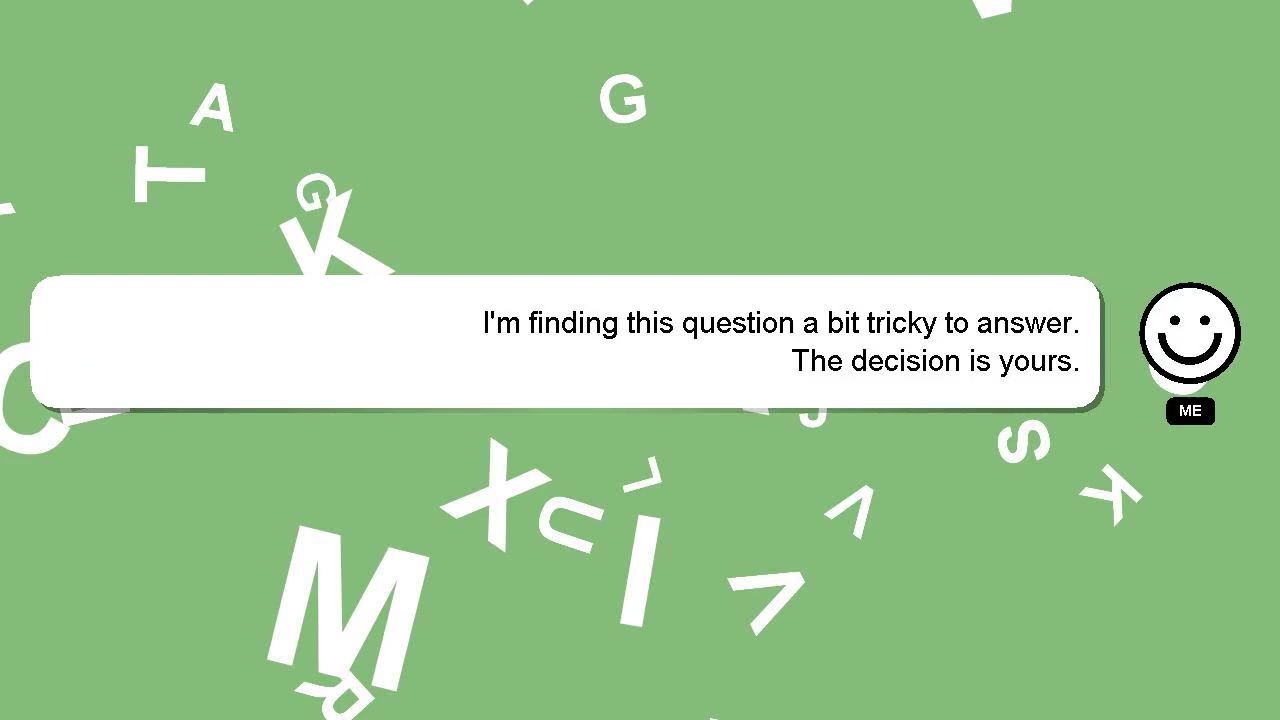 A
G
T
G
K
I'm finding this question a bit tricky to answer.
The decision is yours.
ME
C
J
S
X
L
K
U
V
I
M
V
R